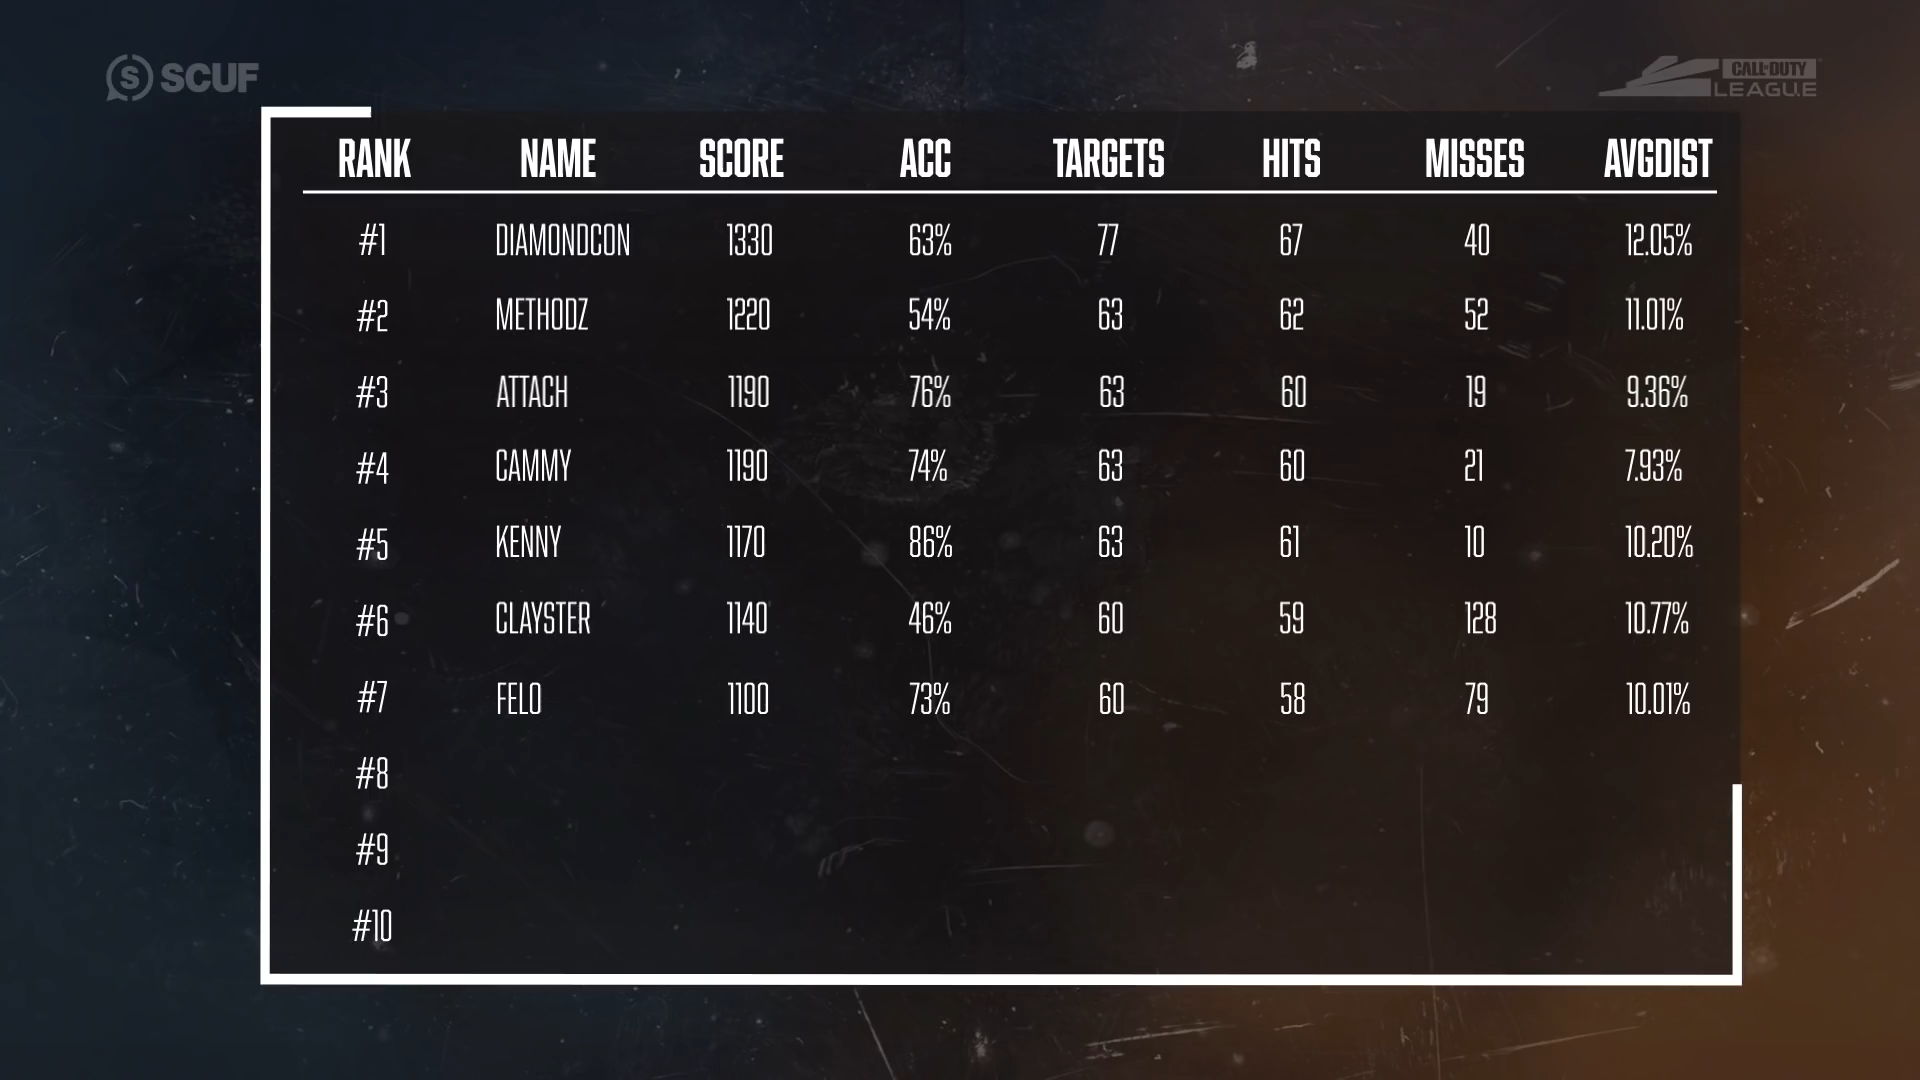 SCUF
CALL OF DUTY
LEAGUE
RANK NAME SCORE ACC TARGETS HITS MISSES AVGDIST
#1 DIAMONDCON 1330 63% 77 67 40 12.05%
#2 METHODZ 1220 54% 63 62 52 11.01%
#3 ATTACH 1190 76% 63 60 19 9.36%
#4 CAMMY 1190 74% 63 60 21 7.93%
#5 KENNY 1170 86% 63 61 10 10.20%
#6 CLAYSTER 1140 46% 60 59 128 10.77%
#7 FELO 1100 73% 60 58 79 10.01%
#8
#9
#10